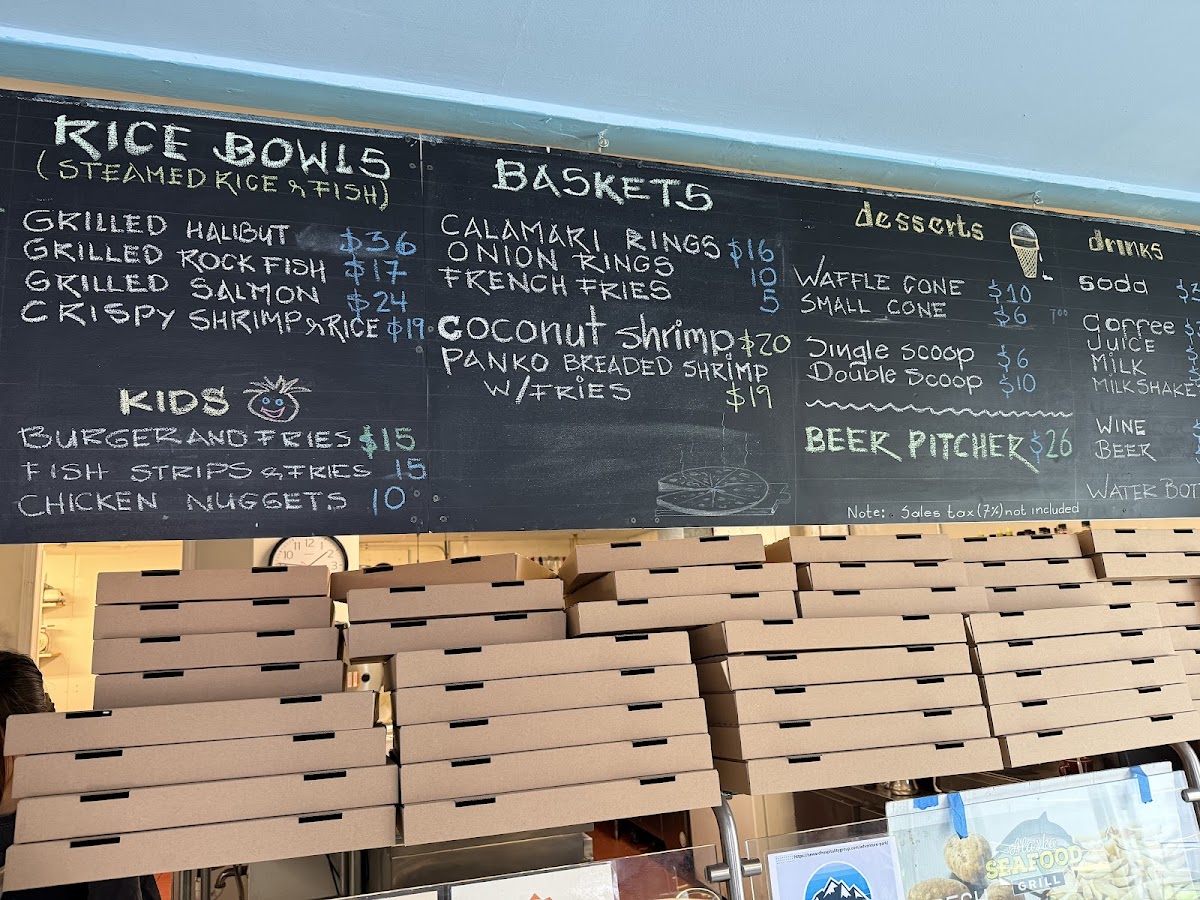 RICE BOWLS
(STEAMED RICE & FISH)
GRILLED HALIBUT $36
GRILLED ROCK FISH $17
GRILLED SALMON $24
CRISPY SHRIMP & RICE $19
KIDS
BURGER AND FRIES $15
FISH STRIPS & FRIES 15
CHICKEN NUGGETS 10
BASKETS
CALAMARI RINGS $16
ONION RINGS 10
FRENCH FRIES 5
Coconut shrimp $20
PANKO BREADED SHRIMP
W/FRIES $19
desserts
WAFFLE CONE $10
SMALL CONE $6
Single scoop $6
Double scoop $10
BEER PITCHER $26
Note: Sales tax (7%) not included
drinks
soda
Coffee
JUICE
MILK
MILKSHAKE
WINE
BEER
WATER BOTT
Alaska
SEAFOOD
GRILL